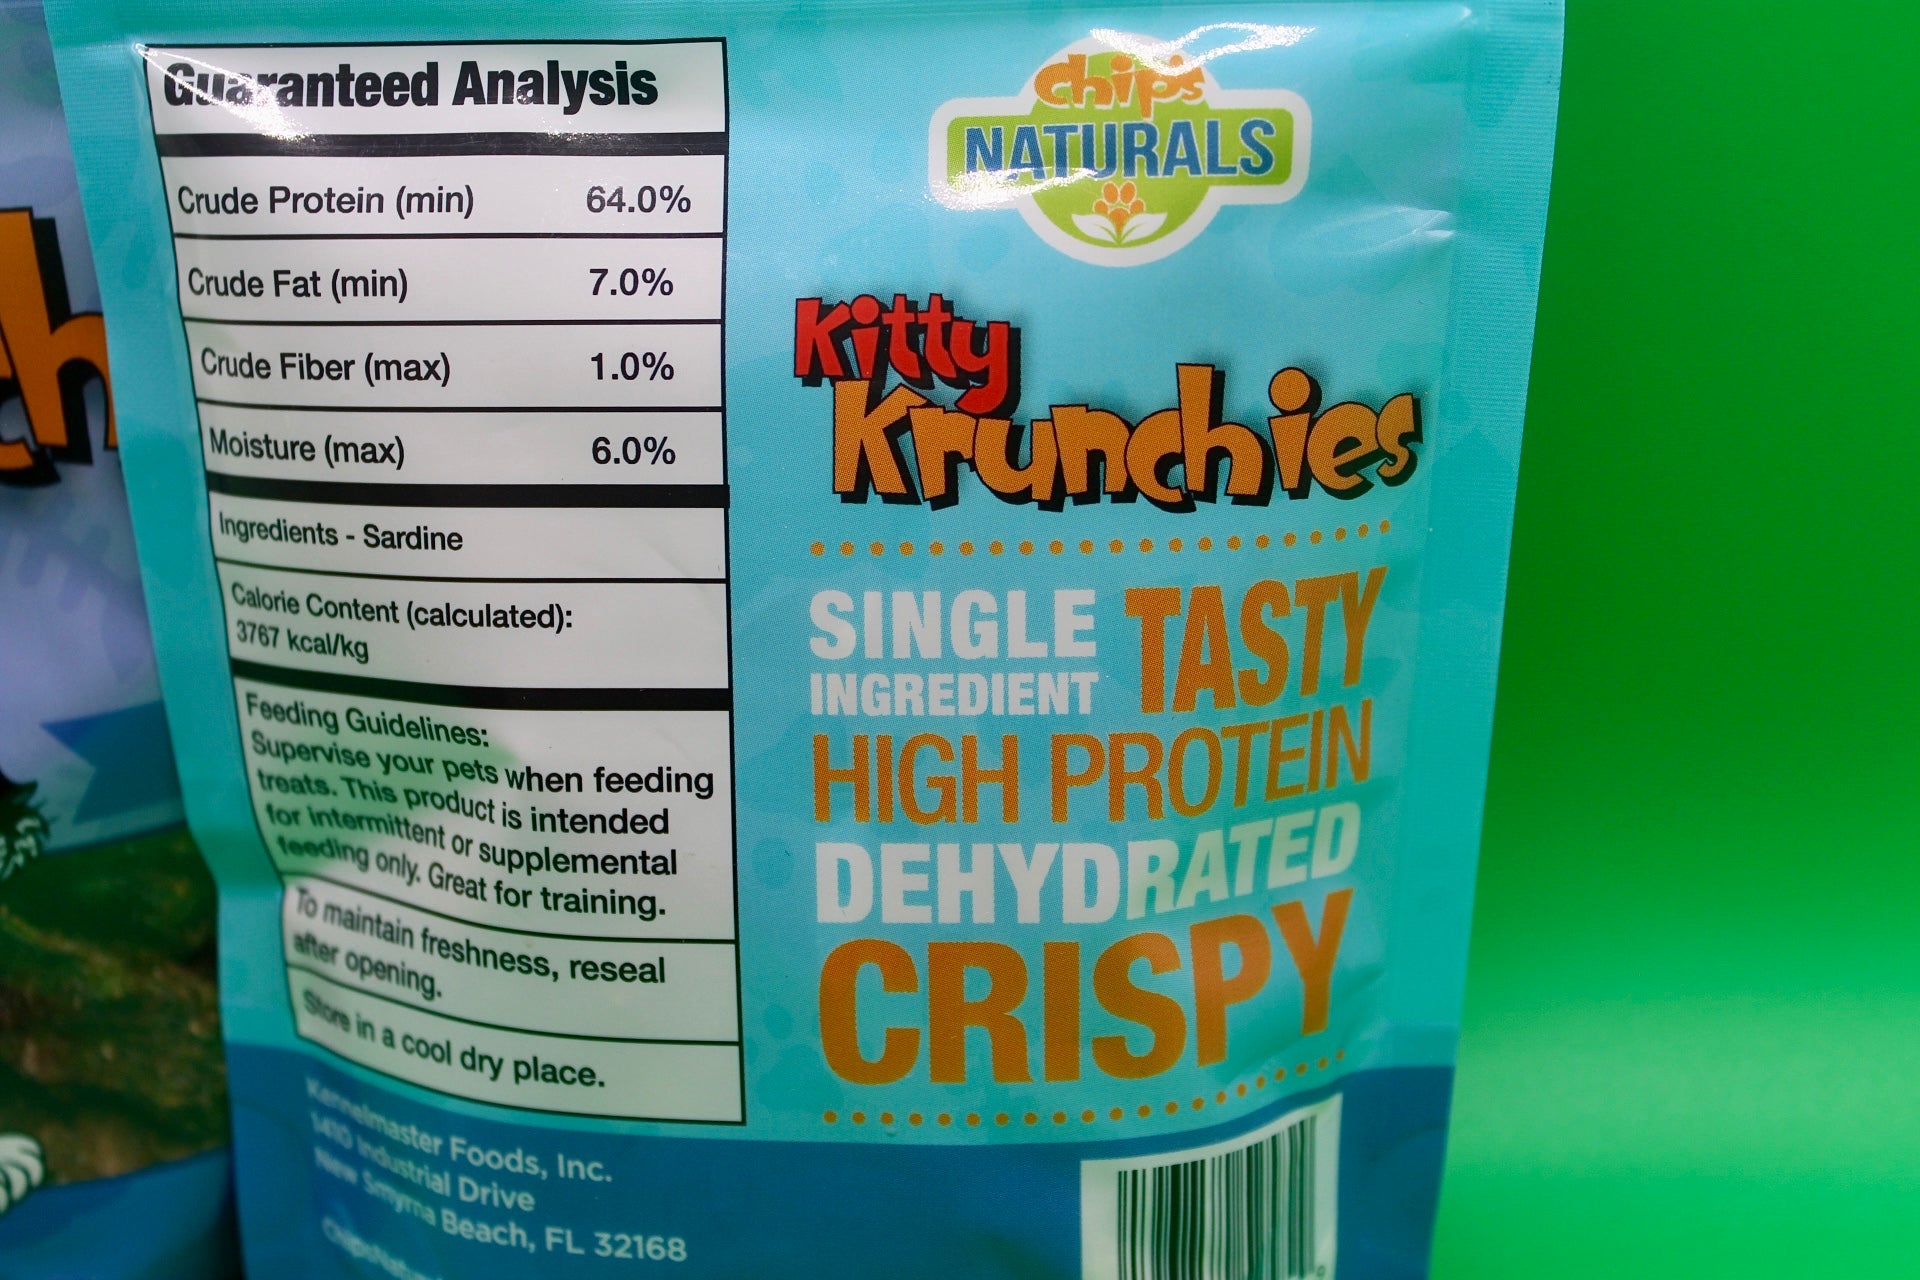 Guaranteed Analysis
Crude Protein (min) 64.0%
Crude Fat (min) 7.0%
Crude Fiber (max) 1.0%
Moisture (max) 6.0%
Ingredients - Sardine
Calorie Content (calculated):
3767 kcal/kg
Feeding Guidelines:
Supervise your pets when feeding
treats. This product is intended
for intermittent or supplemental
feeding only. Great for training.
To maintain freshness, reseal
after opening.
Store in a cool dry place.
Kennelmaster Foods, Inc.
1410 Industrial Drive
New Smyrna Beach, FL 32168
chip's
NATURALS
Kitty
Krunchies
SINGLE
INGREDIENT
TASTY
HIGH PROTEIN
DEHYDRATED
CRISPY
ch